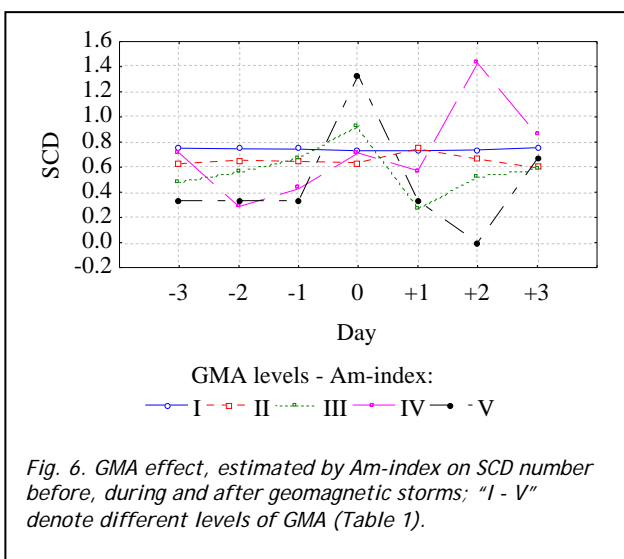 1.6
1.4
1.2
1.0
0.8
0.6
0.4
0.2
0.0
-0.2
SCD
-3 -2 -1 0 +1 +2 +3
Day
GMA levels - Am-index:
I II III IV V
Fig. 6. GMA effect, estimated by Am-index on SCD number
before, during and after geomagnetic storms; “I - V”
denote different levels of GMA (Table 1).